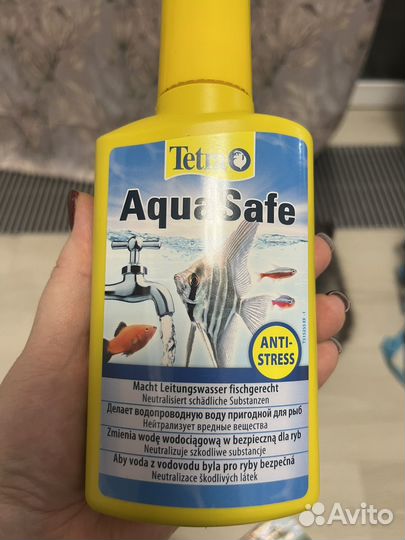 Tetra
AquaSafe
ANTI-
STRESS
Macht Leitungswasser fischgerecht
Neutralisiert schädliche Substanzen
Делает водопроводную воду пригодной для рыб
Нейтрализует вредные вещества
Zmienia wodę wodociągową w bezpieczną dla ryb
Neutralizuje szkodliwe substancje
Aby voda z vodovodu byla pro ryby bezpečná
Neutralizace škodlivých látek
Avito